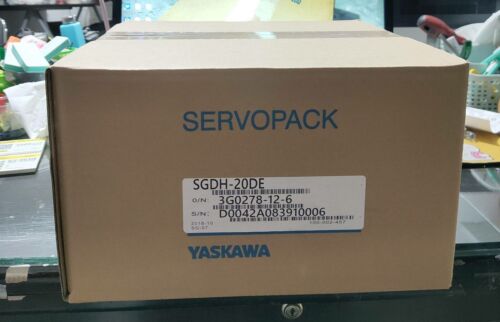 SERVOPACK
SGDH-20DE
O/N: 3G0278-12-6
S/N: D0042A083910006
YASKAWA